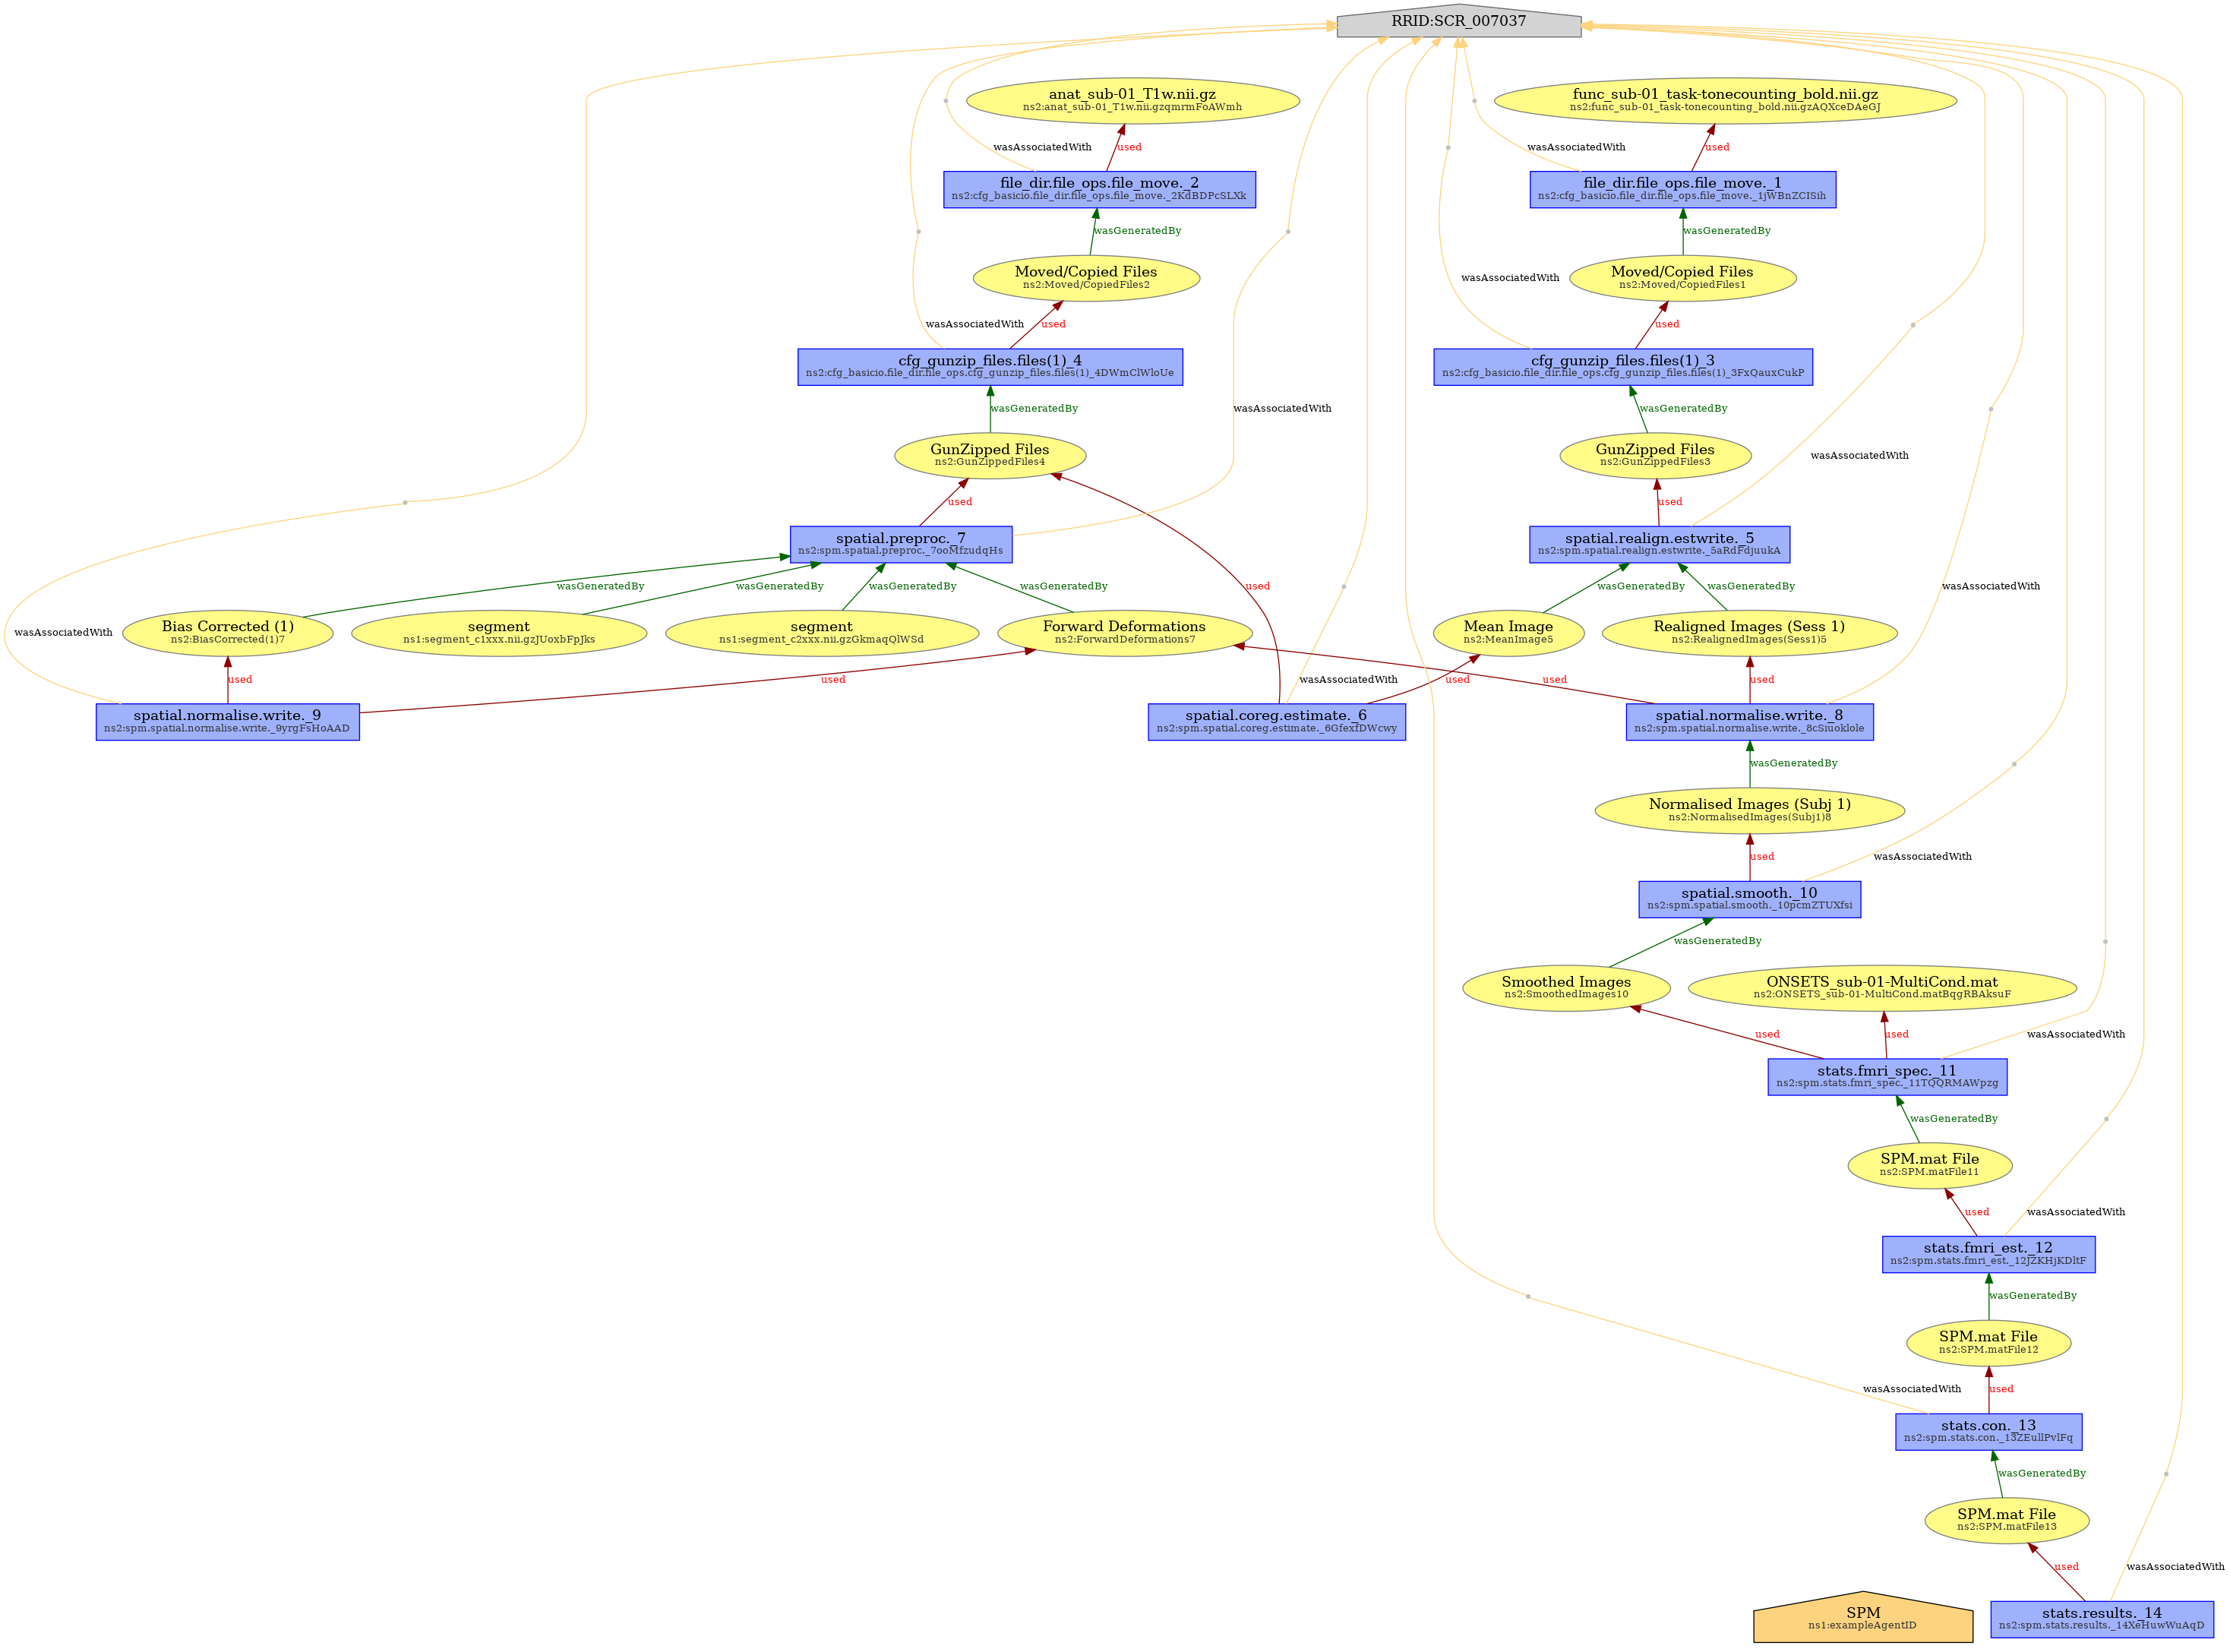 RRID:SCR_007037
anat_sub-01_T1w.nii.gz
ns2:anat_sub-01_T1w.nii.gzqmrmFoAWmh
func_sub-01_task-tonecounting_bold.nii.gz
ns2:func_sub-01_task-tonecounting_bold.nii.gzAQXceDAeGJ
wasAssociatedWith
used
wasAssociatedWith
used
file_dir.file_ops.file_move._2
ns2:cfg_basicio.file_dir.file_ops.file_move._2KdBDPcSLXk
file_dir.file_ops.file_move._1
ns2:cfg_basicio.file_dir.file_ops.file_move._1jWBnZCISih
wasGeneratedBy
wasGeneratedBy
Moved/Copied Files
ns2:Moved/CopiedFiles2
Moved/Copied Files
ns2:Moved/CopiedFiles1
wasAssociatedWith
wasAssociatedWith
used
used
cfg_gunzip_files.files(1)_4
ns2:cfg_basicio.file_dir.file_ops.cfg_gunzip_files.files(1)_4DWmClWloUe
cfg_gunzip_files.files(1)_3
ns2:cfg_basicio.file_dir.file_ops.cfg_gunzip_files.files(1)_3FxQauxCukP
wasGeneratedBy
wasAssociatedWith
wasGeneratedBy
GunZipped Files
ns2:GunZippedFiles4
GunZipped Files
ns2:GunZippedFiles3
wasAssociatedWith
used
used
spatial.preproc._7
ns2:spm.spatial.preproc._7ooMfzudqHs
spatial.realign.estwrite._5
ns2:spm.spatial.realign.estwrite._5aRdFdjuukA
wasGeneratedBy
wasGeneratedBy
wasGeneratedBy
wasGeneratedBy
used
wasGeneratedBy
wasGeneratedBy
wasAssociatedWith
wasAssociatedWith
Bias Corrected (1)
ns2:BiasCorrected(1)7
segment
ns1:segment_c1xxx.nii.gzJUoxbFpJks
segment
ns1:segment_c2xxx.nii.gzGkmaqQlWSd
Forward Deformations
ns2:ForwardDeformations7
Mean Image
ns2:MeanImage5
Realigned Images (Sess 1)
ns2:RealignedImages(Sess1)5
used
used
wasAssociatedWith
used
used
used
spatial.normalise.write._9
ns2:spm.spatial.normalise.write._9yrgFsHoAAD
spatial.coreg.estimate._6
ns2:spm.spatial.coreg.estimate._6GfexfDWcwy
spatial.normalise.write._8
ns2:spm.spatial.normalise.write._8cSiuoklole
wasGeneratedBy
Normalised Images (Subj 1)
ns2:NormalisedImages(Subj1)8
used
wasAssociatedWith
spatial.smooth._10
ns2:spm.spatial.smooth._10pcmZTUXfsi
wasGeneratedBy
Smoothed Images
ns2:SmoothedImages10
ONSETS_sub-01-MultiCond.mat
ns2:ONSETS_sub-01-MultiCond.matBqgRBAksuF
used
used
wasAssociatedWith
stats.fmri_spec._11
ns2:spm.stats.fmri_spec._11TQQRMAWpzg
wasGeneratedBy
SPM.mat File
ns2:SPM.matFile11
used
wasAssociatedWith
stats.fmri_est._12
ns2:spm.stats.fmri_est._12JZKHjKDltF
wasGeneratedBy
SPM.mat File
ns2:SPM.matFile12
wasAssociatedWith
used
stats.con._13
ns2:spm.stats.con._13ZEullPvlFq
wasGeneratedBy
SPM.mat File
ns2:SPM.matFile13
used
wasAssociatedWith
SPM
ns1:exampleAgentID
stats.results._14
ns2:spm.stats.results._14XeHuwWuAqD